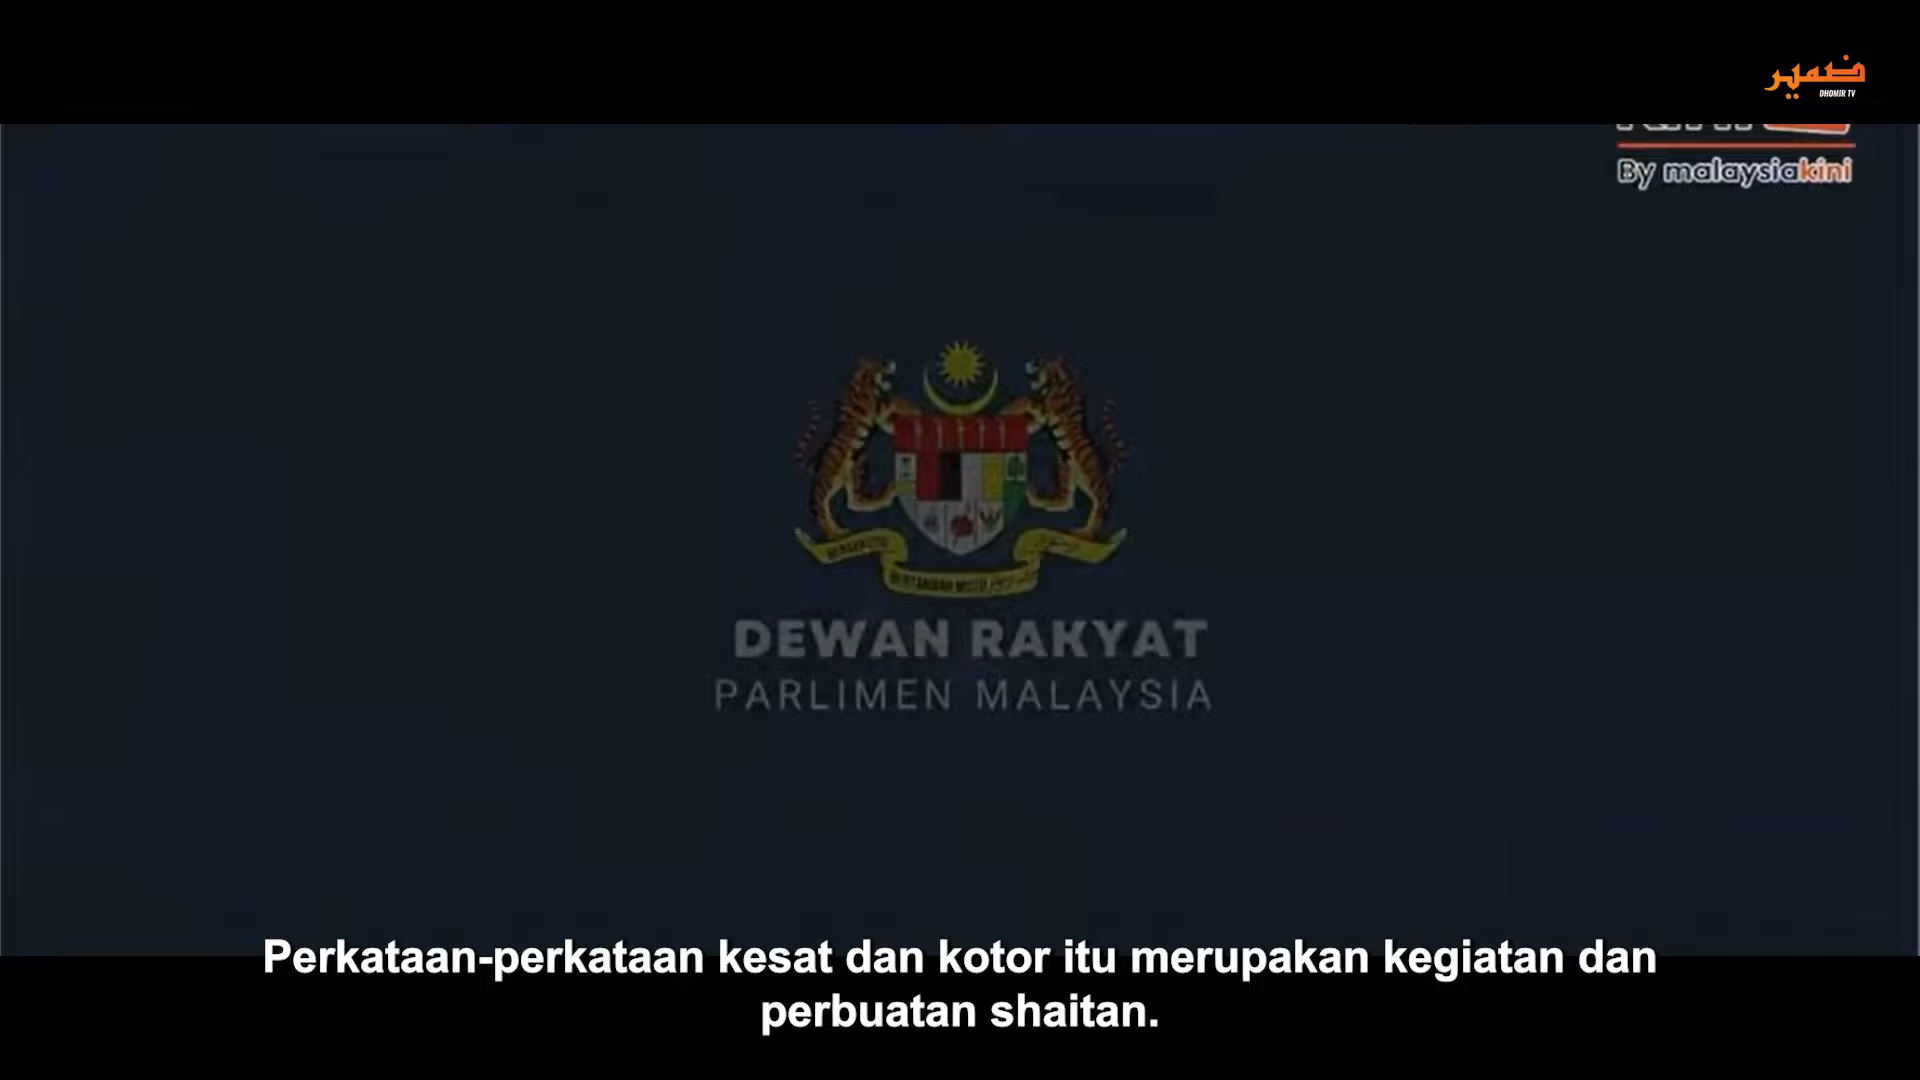 ضمير
DHOMIR TV
By malaysiakini
DEWAN RAKYAT
PARLIMEN MALAYSIA
Perkataan-perkataan kesat dan kotor itu merupakan kegiatan dan
perbuatan shaitan.